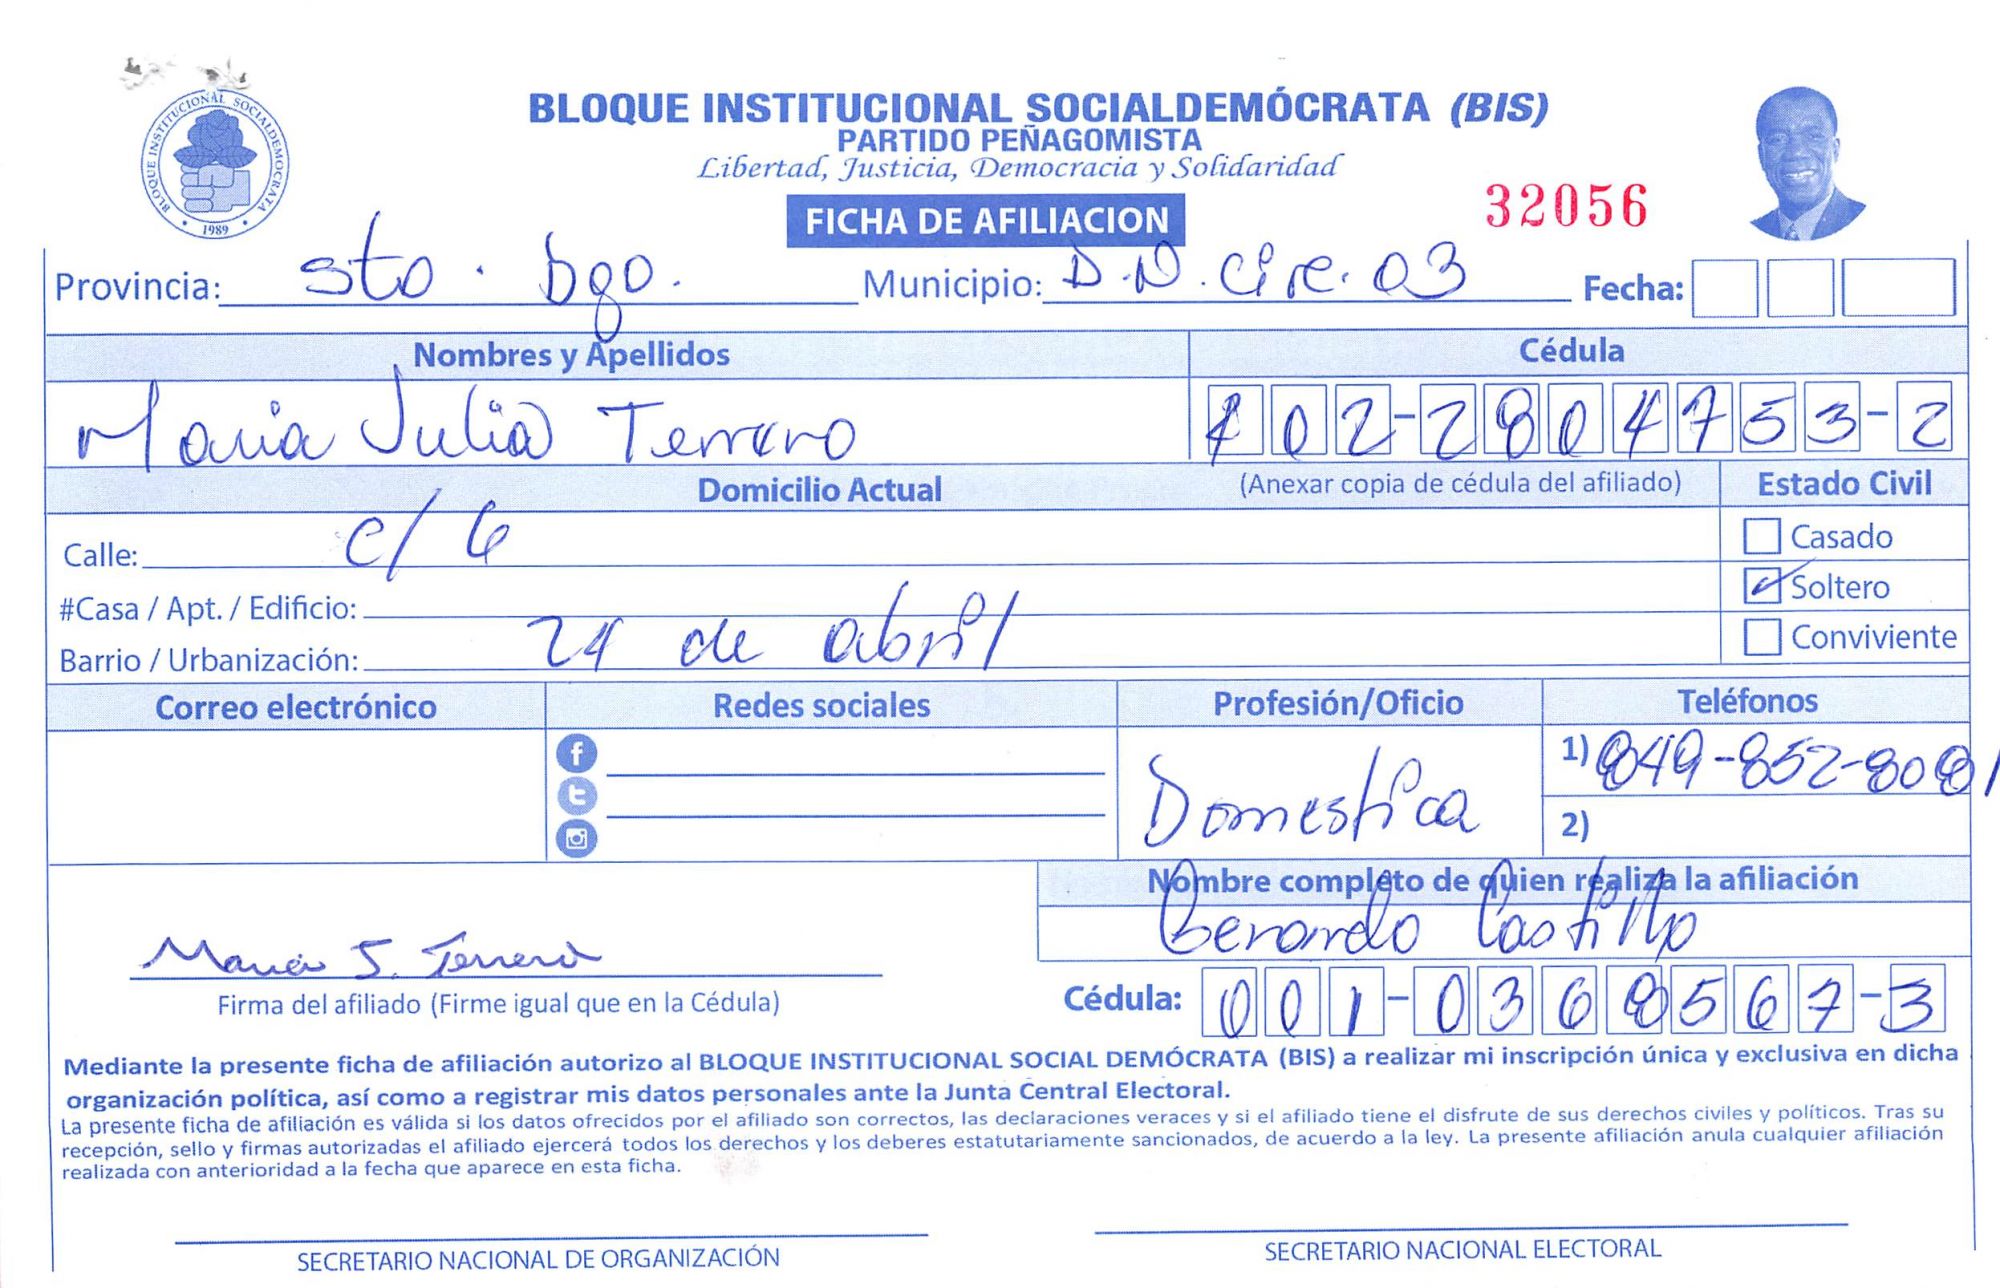 BLOQUE INSTITUCIONAL SOCIALDEMÓCRATA (BIS)
PARTIDO PEÑAGOMISTA
Libertad, Justicia, Democracia y Solidaridad
BLOQUE INSTITUCIONAL SOCIALDEMOCRATA
1989
FICHA DE AFILIACION
32056
Provincia: Sto. Dgo. Municipio: D.N. Circ. 03 Fecha:
Nombres y Apellidos Cédula
Maria Julia Terrero 402-2804753-2
Domicilio Actual (Anexar copia de cédula del afiliado) Estado Civil
Calle: c/ 6 Casado
#Casa / Apt. / Edificio: Soltero
Barrio / Urbanización: 24 de abril Conviviente
Correo electrónico Redes sociales Profesión/Oficio Teléfonos
Domestica 1) 849-852-8081
2)
Nombre completo de quien realiza la afiliación
Gerardo Castillo
Maria J. Terrero
Firma del afiliado (Firme igual que en la Cédula) Cédula: 001-0368567-3
Mediante la presente ficha de afiliación autorizo al BLOQUE INSTITUCIONAL SOCIAL DEMÓCRATA (BIS) a realizar mi inscripción única y exclusiva en dicha
organización política, así como a registrar mis datos personales ante la Junta Central Electoral.
La presente ficha de afiliación es válida si los datos ofrecidos por el afiliado son correctos, las declaraciones veraces y si el afiliado tiene el disfrute de sus derechos civiles y políticos. Tras su
recepción, sello y firmas autorizadas el afiliado ejercerá todos los derechos y los deberes estatutariamente sancionados, de acuerdo a la ley. La presente afiliación anula cualquier afiliación
realizada con anterioridad a la fecha que aparece en esta ficha.
SECRETARIO NACIONAL DE ORGANIZACIÓN SECRETARIO NACIONAL ELECTORAL